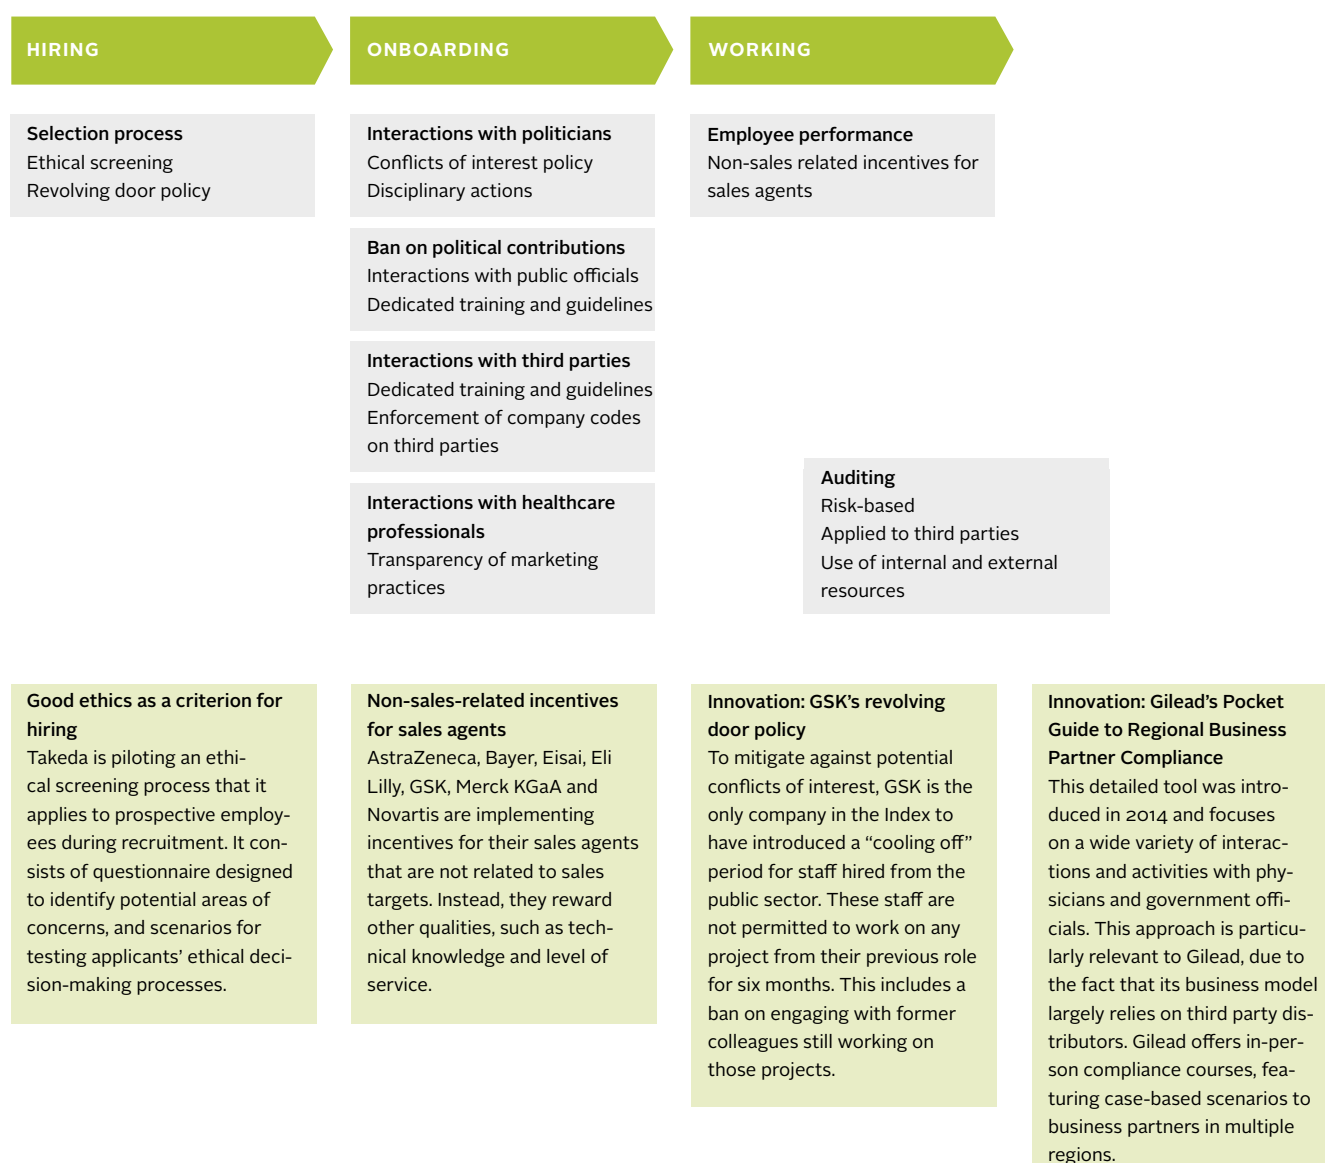 HIRING
ONBOARDING
WORKING
Selection process
Ethical screening
Revolving door policy
Interactions with politicians
Conflicts of interest policy
Disciplinary actions
Ban on political contributions
Interactions with public officials
Dedicated training and guidelines
Interactions with third parties
Dedicated training and guidelines
Enforcement of company codes
on third parties
Interactions with healthcare
professionals
Transparency of marketing
practices
Employee performance
Non-sales related incentives for
sales agents
Auditing
Risk-based
Applied to third parties
Use of internal and external
resources
Good ethics as a criterion for
hiring
Takeda is piloting an ethi-
cal screening process that it
applies to prospective employ-
ees during recruitment. It con-
sists of questionnaire designed
to identify potential areas of
concerns, and scenarios for
testing applicants’ ethical deci-
sion-making processes.
Non-sales-related incentives
for sales agents
AstraZeneca, Bayer, Eisai, Eli
Lilly, GSK, Merck KGaA and
Novartis are implementing
incentives for their sales agents
that are not related to sales
targets. Instead, they reward
other qualities, such as tech-
nical knowledge and level of
service.
Innovation: GSK’s revolving
door policy
To mitigate against potential
conflicts of interest, GSK is the
only company in the Index to
have introduced a “cooling off”
period for staff hired from the
public sector. These staff are
not permitted to work on any
project from their previous role
for six months. This includes a
ban on engaging with former
colleagues still working on
those projects.
Innovation: Gilead’s Pocket
Guide to Regional Business
Partner Compliance
This detailed tool was intro-
duced in 2014 and focuses
on a wide variety of interac-
tions and activities with phy-
sicians and government offi-
cials. This approach is particu-
larly relevant to Gilead, due to
the fact that its business model
largely relies on third party dis-
tributors. Gilead offers in-per-
son compliance courses, fea-
turing case-based scenarios to
business partners in multiple
regions.